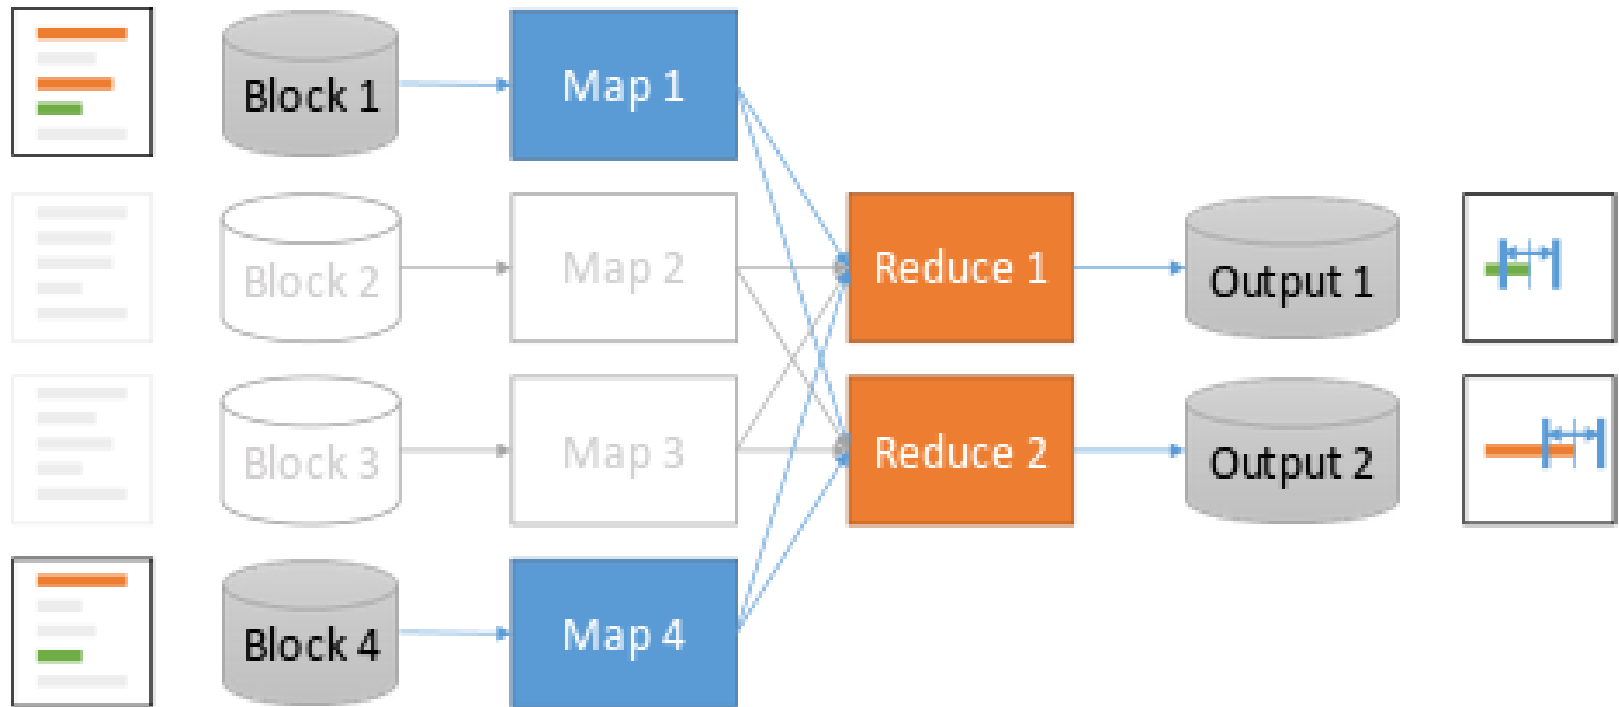 Block 1
Map 1
Block 2
Map 2
Reduce 1
Output 1
Block 3
Map 3
Reduce 2
Output 2
Block 4
Map 4